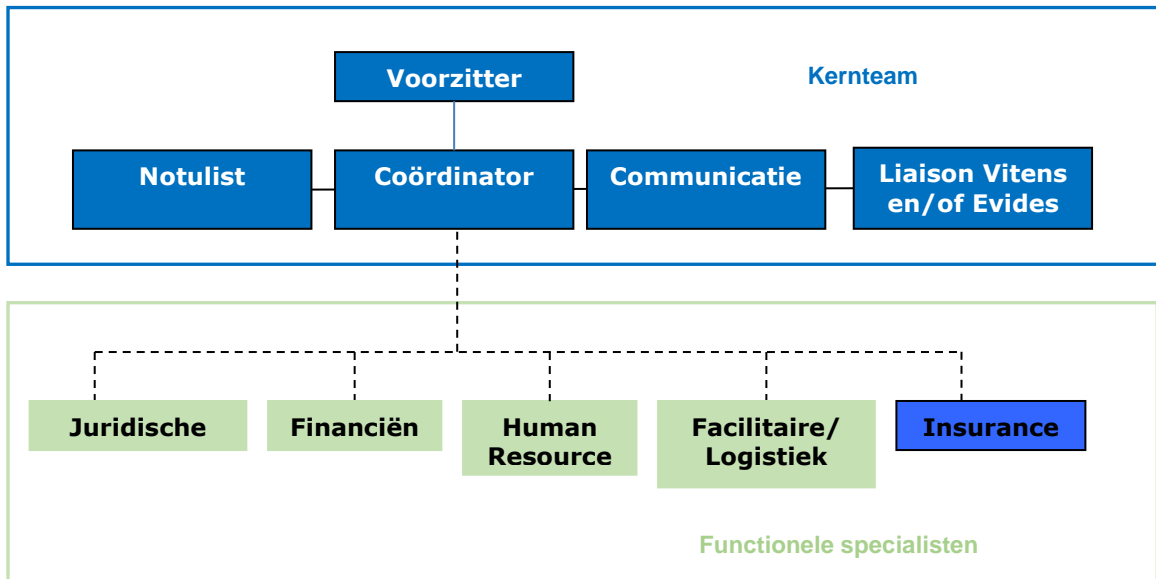 Voorzitter
Kernteam
Notulist
Coördinator
Communicatie
Liaison Vitens
en/of Evides
Juridische
Financiën
Human
Resource
Facilitaire/
Logistiek
Insurance
Functionele specialisten